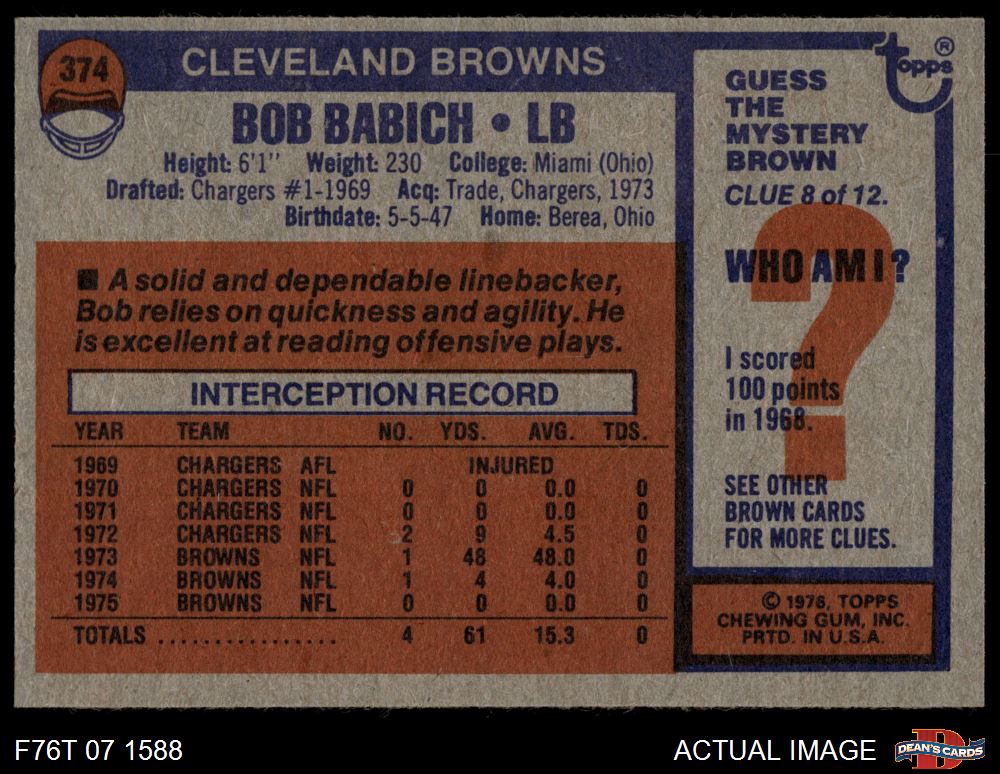 374
CLEVELAND BROWNS
BOB BABICH • LB
Height: 6'1" Weight: 230 College: Miami (Ohio)
Drafted: Chargers #1-1969 Acq: Trade, Chargers, 1973
Birthdate: 5-5-47 Home: Berea, Ohio
■ A solid and dependable linebacker,
Bob relies on quickness and agility. He
is excellent at reading offensive plays.
INTERCEPTION RECORD
YEAR TEAM NO. YDS. AVG. TDS.
1969 CHARGERS AFL INJURED
1970 CHARGERS NFL 0 0 0.0 0
1971 CHARGERS NFL 0 0 0.0 0
1972 CHARGERS NFL 2 9 4.5 0
1973 BROWNS NFL 1 48 48.0 0
1974 BROWNS NFL 1 4 4.0 0
1975 BROWNS NFL 0 0 0.0 0
TOTALS ................ 4 61 15.3 0
topps ®
GUESS
THE
MYSTERY
BROWN
CLUE 8 of 12.
?
WHO AM I?
I scored
100 points
in 1968.
SEE OTHER
BROWN CARDS
FOR MORE CLUES.
© 1976, TOPPS
CHEWING GUM, INC.
PRTD. IN U.S.A.
F76T 07 1588
ACTUAL IMAGE
D
DEAN'S CARDS